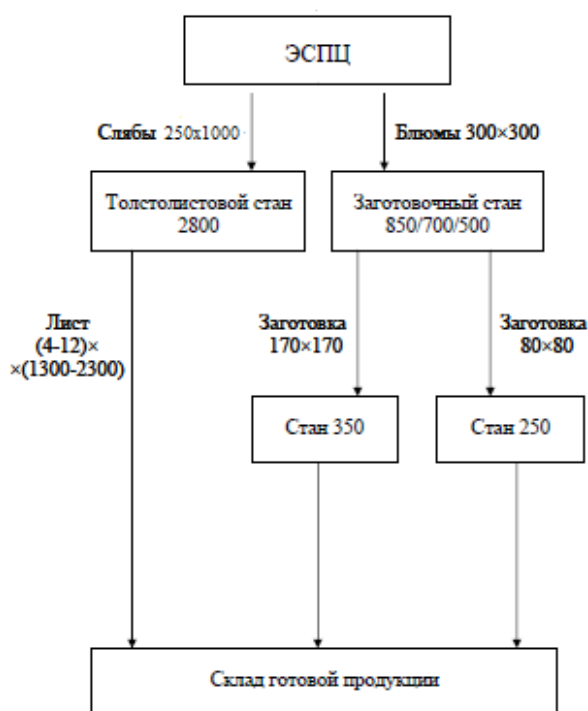 ЭСПЦ
Слябы 250x1000
Блюмы 300×300
Толстолистовой стан
2800
Заготовочный стан
850/700/500
Лист
(4-12)×
×(1300-2300)
Заготовка
170×170
Заготовка
80×80
Стан 350
Стан 250
Склад готовой продукции